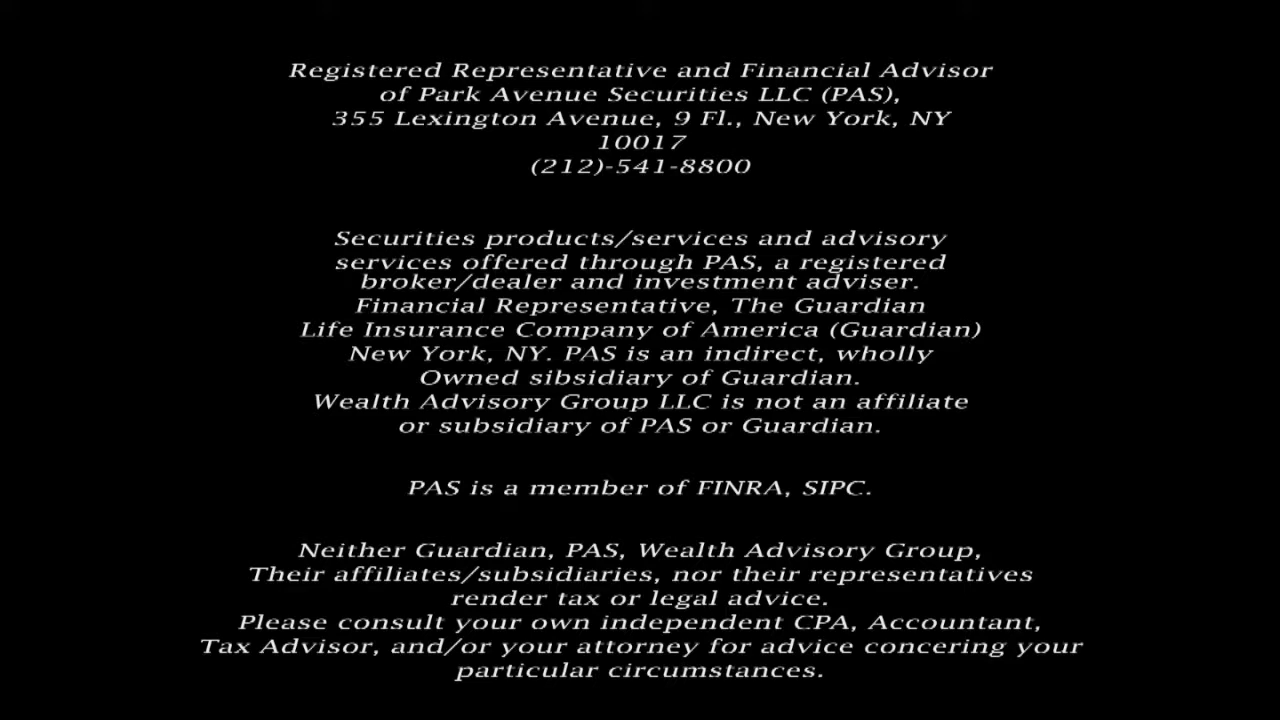 Registered Representative and Financial Advisor
of Park Avenue Securities LLC (PAS),
355 Lexington Avenue, 9 Fl., New York, NY
10017
(212)-541-8800
Securities products/services and advisory
services offered through PAS, a registered
broker/dealer and investment adviser.
Financial Representative, The Guardian
Life Insurance Company of America (Guardian)
New York, NY. PAS is an indirect, wholly
Owned sibsidiary of Guardian.
Wealth Advisory Group LLC is not an affiliate
or subsidiary of PAS or Guardian.
PAS is a member of FINRA, SIPC.
Neither Guardian, PAS, Wealth Advisory Group,
Their affiliates/subsidiaries, nor their representatives
render tax or legal advice.
Please consult your own independent CPA, Accountant,
Tax Advisor, and/or your attorney for advice concering your
particular circumstances.